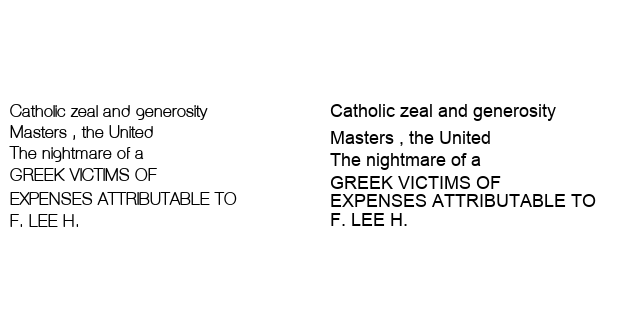 Catholic zeal and generosity
Masters , the United
The nightmare of a
GREEK VICTIMS OF
EXPENSES ATTRIBUTABLE TO
F. LEE H.
Catholic zeal and generosity
Masters , the United
The nightmare of a
GREEK VICTIMS OF
EXPENSES ATTRIBUTABLE TO
F. LEE H.